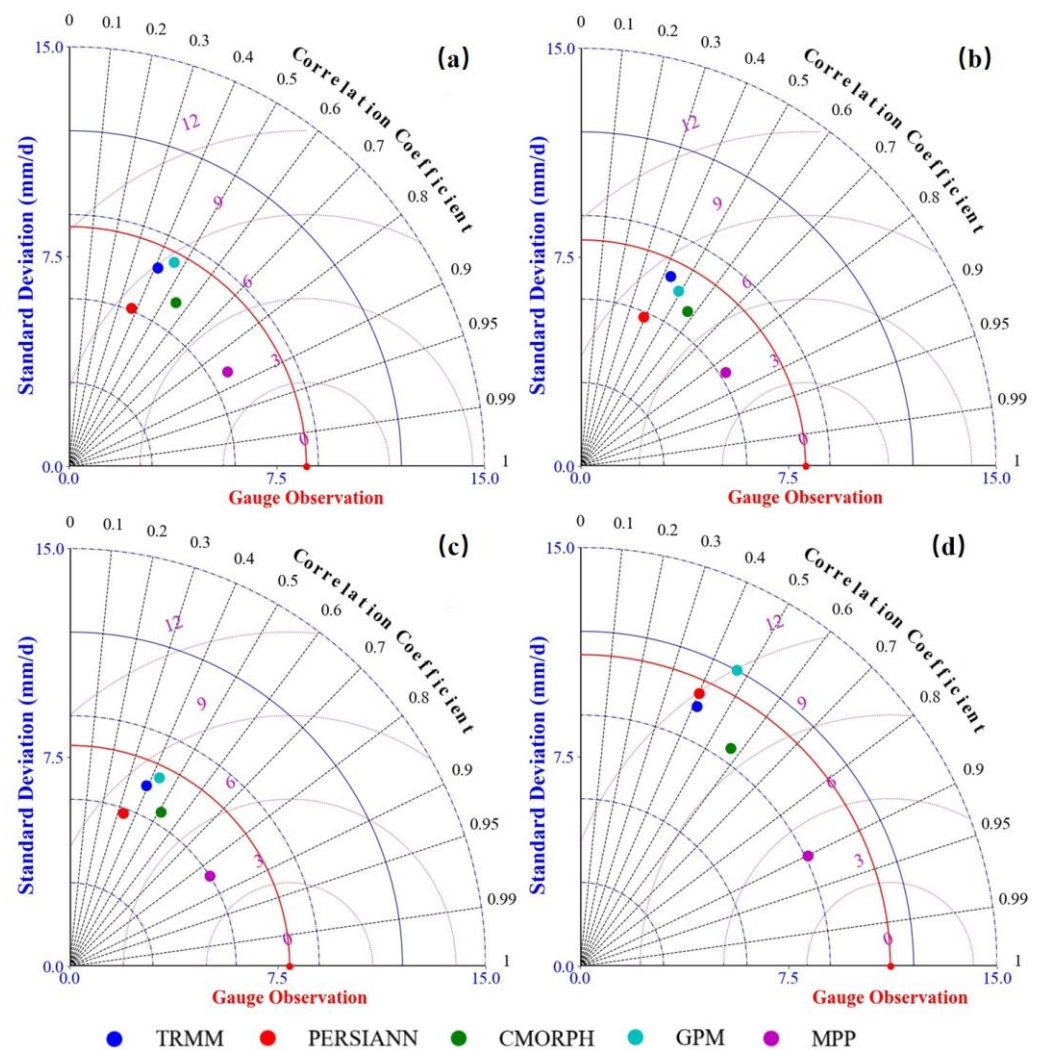 (a)
0 0.1 0.2 0.3 0.4 0.5 0.6 0.7 0.8 0.9 0.95 0.99 1
Correlation Coefficient
Standard Deviation (mm/d)
15.0
7.5
0.0
12
9
6
3
0
0.0 7.5 15.0
Gauge Observation
(b)
0 0.1 0.2 0.3 0.4 0.5 0.6 0.7 0.8 0.9 0.95 0.99 1
Correlation Coefficient
Standard Deviation (mm/d)
15.0
7.5
0.0
12
9
6
3
0
0.0 7.5 15.0
Gauge Observation
(c)
0 0.1 0.2 0.3 0.4 0.5 0.6 0.7 0.8 0.9 0.95 0.99 1
Correlation Coefficient
Standard Deviation (mm/d)
15.0
7.5
0.0
12
9
6
3
0
0.0 7.5 15.0
Gauge Observation
(d)
0 0.1 0.2 0.3 0.4 0.5 0.6 0.7 0.8 0.9 0.95 0.99 1
Correlation Coefficient
Standard Deviation (mm/d)
15.0
7.5
0.0
12
9
6
3
0
0.0 7.5 15.0
Gauge Observation
TRMM PERSIANN CMORPH GPM MPP